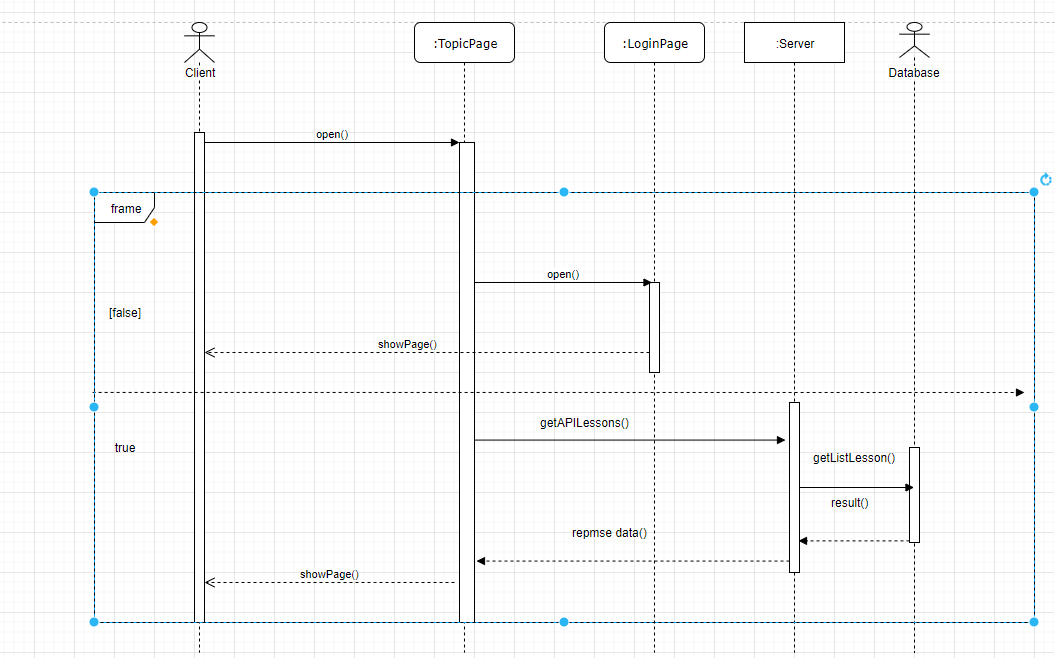 Client
:TopicPage
:LoginPage
:Server
Database
open()
frame
open()
[false]
showPage()
getAPILessons()
true
getListLesson()
result()
repmse data()
showPage()